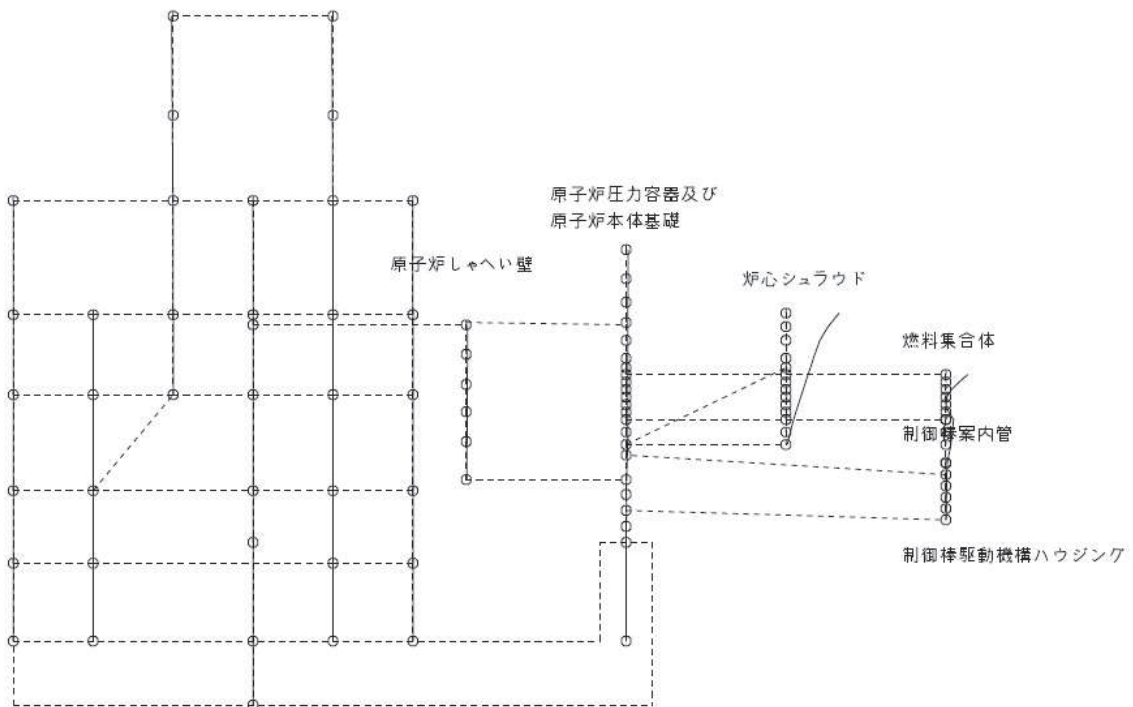 原子炉圧力容器及び
原子炉本体基礎
原子炉しゃへい壁
炉心シュラウド
燃料集合体
制御棒案内管
制御棒駆動機構ハウジング